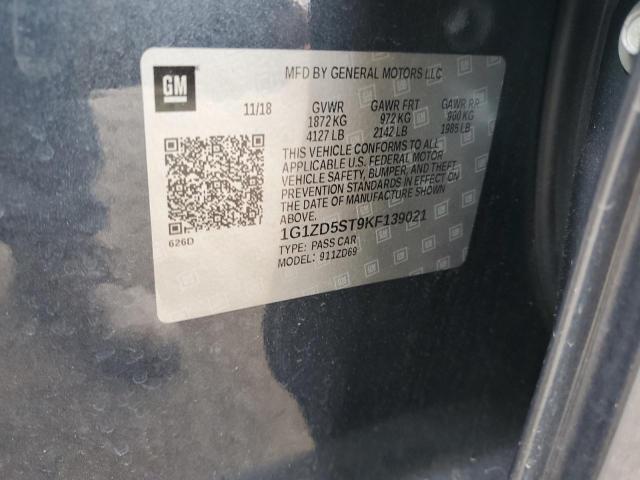 GM
MFD BY GENERAL MOTORS LLC
11/18 GVWR GAWR FRT GAWR RR
1872 KG 972 KG 900 KG
4127 LB 2142 LB 1985 LB
THIS VEHICLE CONFORMS TO ALL
APPLICABLE U.S. FEDERAL MOTOR
VEHICLE SAFETY, BUMPER, AND THEFT
PREVENTION STANDARDS IN EFFECT ON
THE DATE OF MANUFACTURE SHOWN
ABOVE.
1G1ZD5ST9KF139021
626D
TYPE: PASS CAR
MODEL: 911ZD69